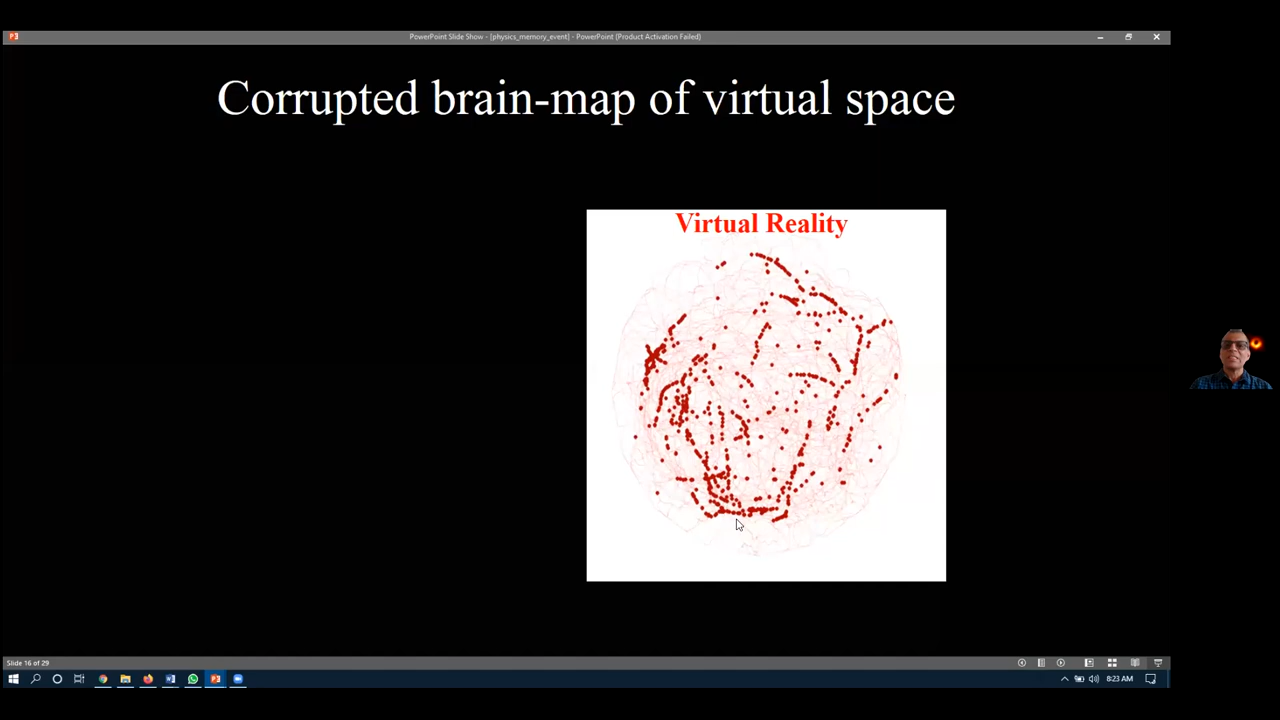 PowerPoint Slide Show - [physics_memory_event] - PowerPoint (Product Activation Failed)
Corrupted brain-map of virtual space
Virtual Reality
Slide 16 of 29
8:23 AM